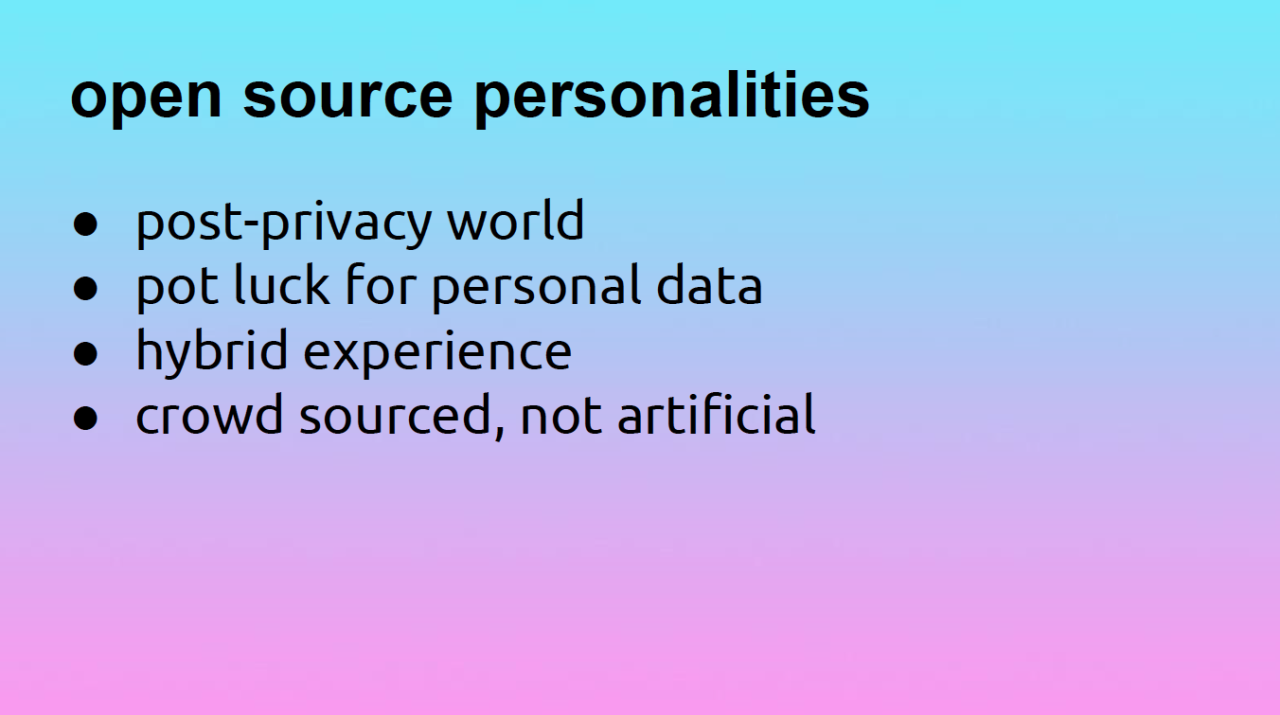 open source personalities
● post-privacy world
● pot luck for personal data
● hybrid experience
● crowd sourced, not artificial